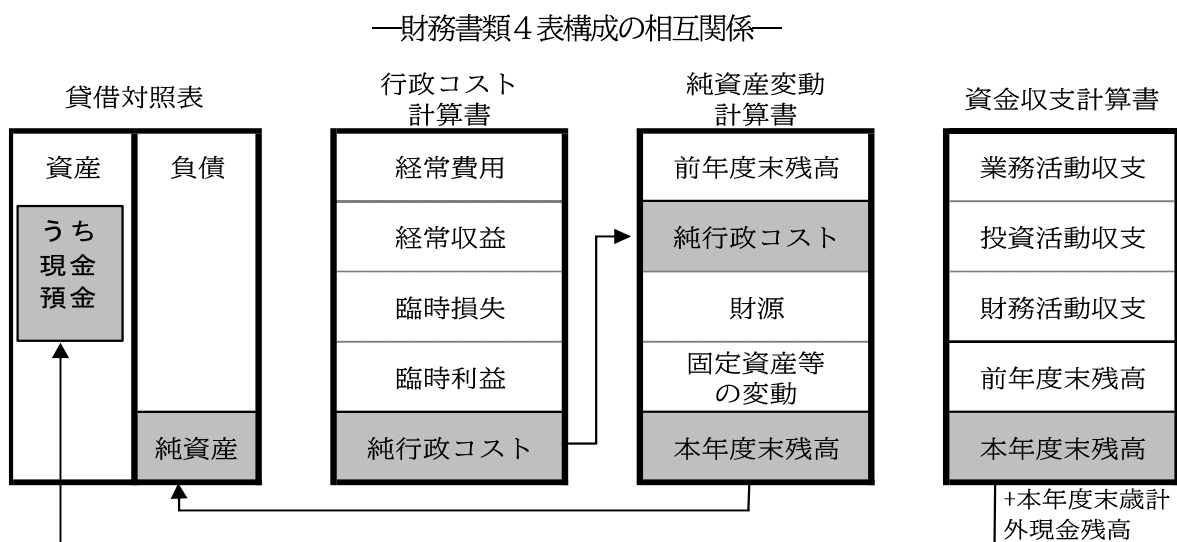 ―財務書類４表構成の相互関係―
貸借対照表
資産
負債
うち
現金
預金
純資産
行政コスト
計算書
経常費用
経常収益
臨時損失
臨時利益
純行政コスト
純資産変動
計算書
前年度末残高
純行政コスト
財源
固定資産等
の変動
本年度末残高
資金収支計算書
業務活動収支
投資活動収支
財務活動収支
前年度末残高
本年度末残高
+本年度末歳計
外現金残高